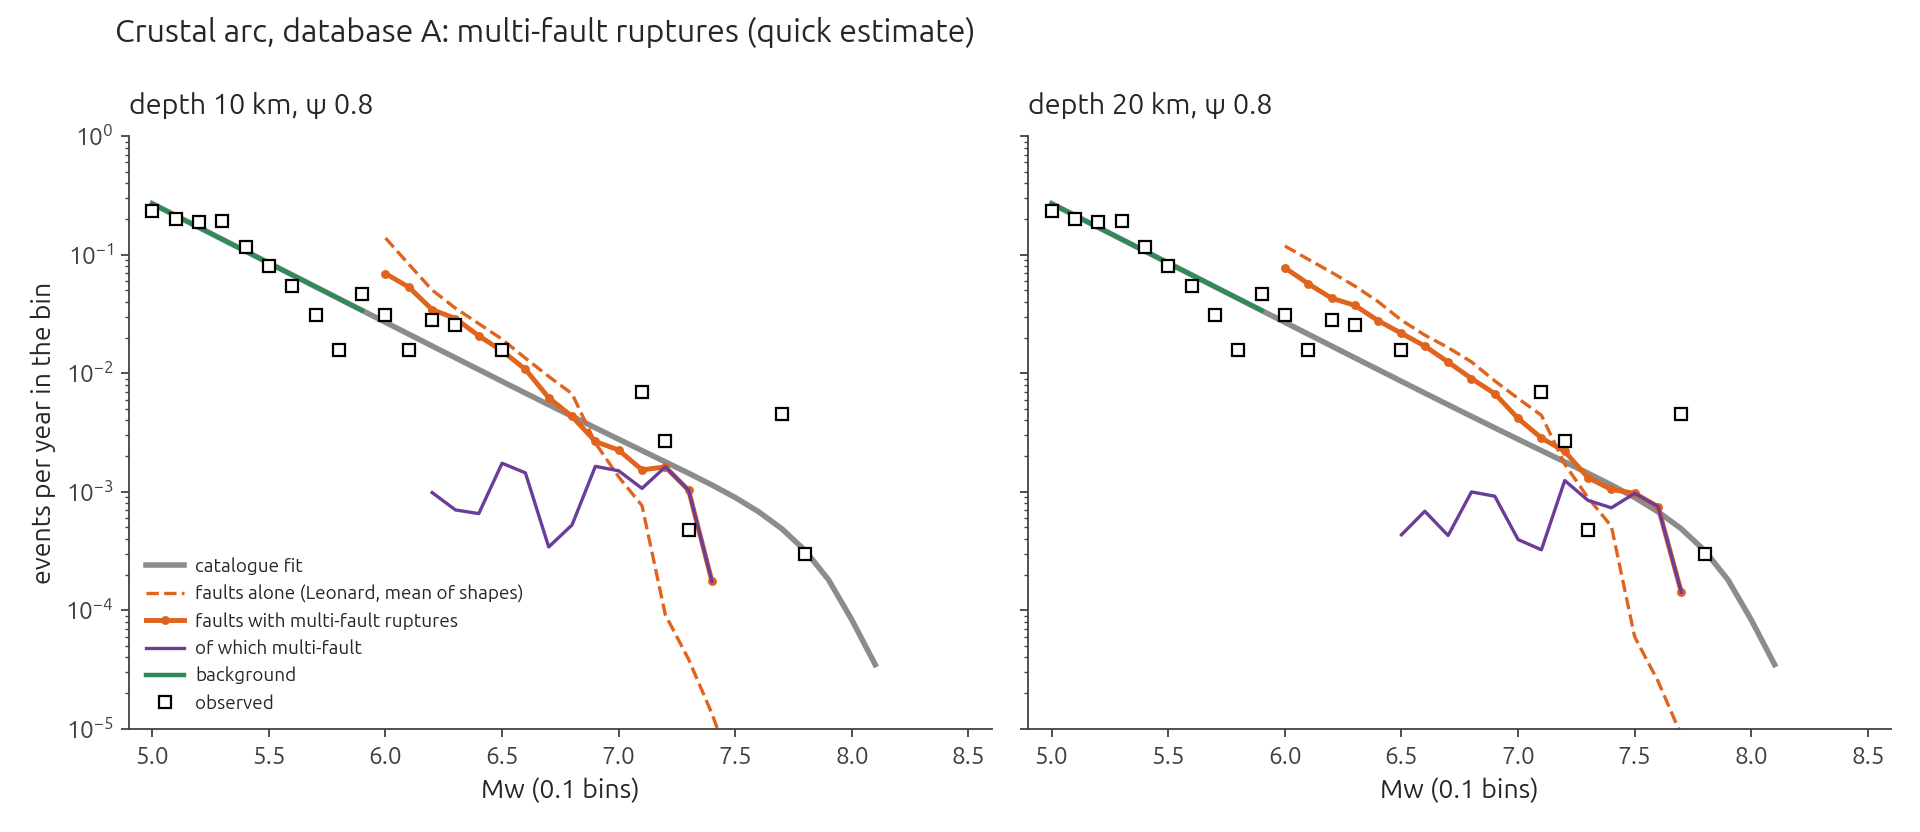 Crustal arc, database A: multi-fault ruptures (quick estimate)
depth 10 km, ψ 0.8
depth 20 km, ψ 0.8
events per year in the bin
10⁰
10⁻¹
10⁻²
10⁻³
10⁻⁴
10⁻⁵
catalogue fit
faults alone (Leonard, mean of shapes)
faults with multi-fault ruptures
of which multi-fault
background
observed
5.0 5.5 6.0 6.5 7.0 7.5 8.0 8.5
5.0 5.5 6.0 6.5 7.0 7.5 8.0 8.5
Mw (0.1 bins)
Mw (0.1 bins)